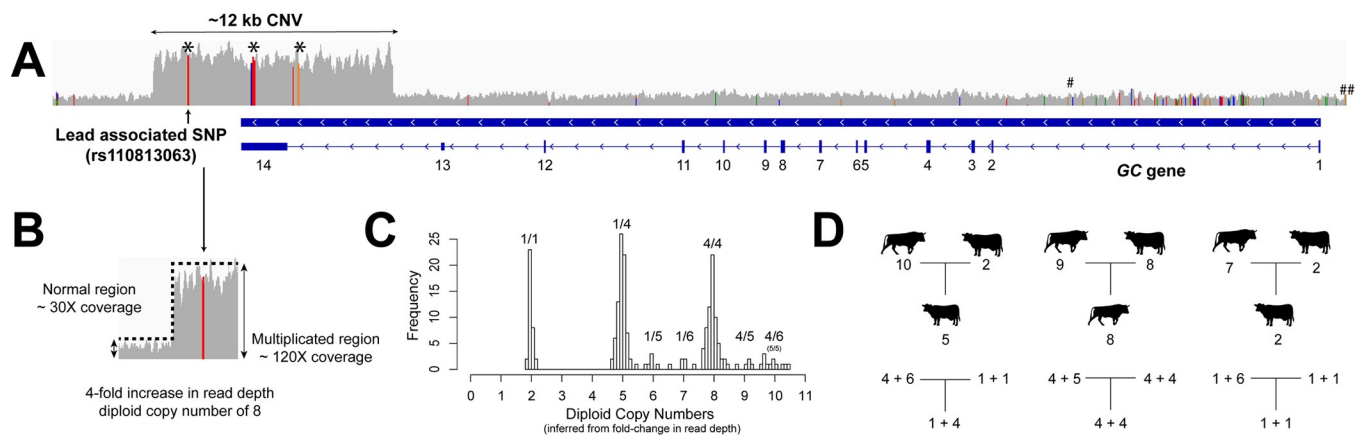 ~12 kb CNV
A
* * *
#
##
Lead associated SNP
(rs110813063)
14 13 12 11 10 9 8 7 65 4 3 2 1
GC gene
B
Normal region
~ 30X coverage
Multiplicated region
~ 120X coverage
4-fold increase in read depth
diploid copy number of 8
C
1/1 1/4 4/4
1/5 1/6 4/5 4/6
(5/5)
Frequency
25
20
15
10
5
0
0 1 2 3 4 5 6 7 8 9 10 11
Diploid Copy Numbers
(inferred from fold-change in read depth)
D
10 2 9 8 7 2
5 8 2
4 + 6 1 + 1 4 + 5 4 + 4 1 + 6 1 + 1
1 + 4 4 + 4 1 + 1